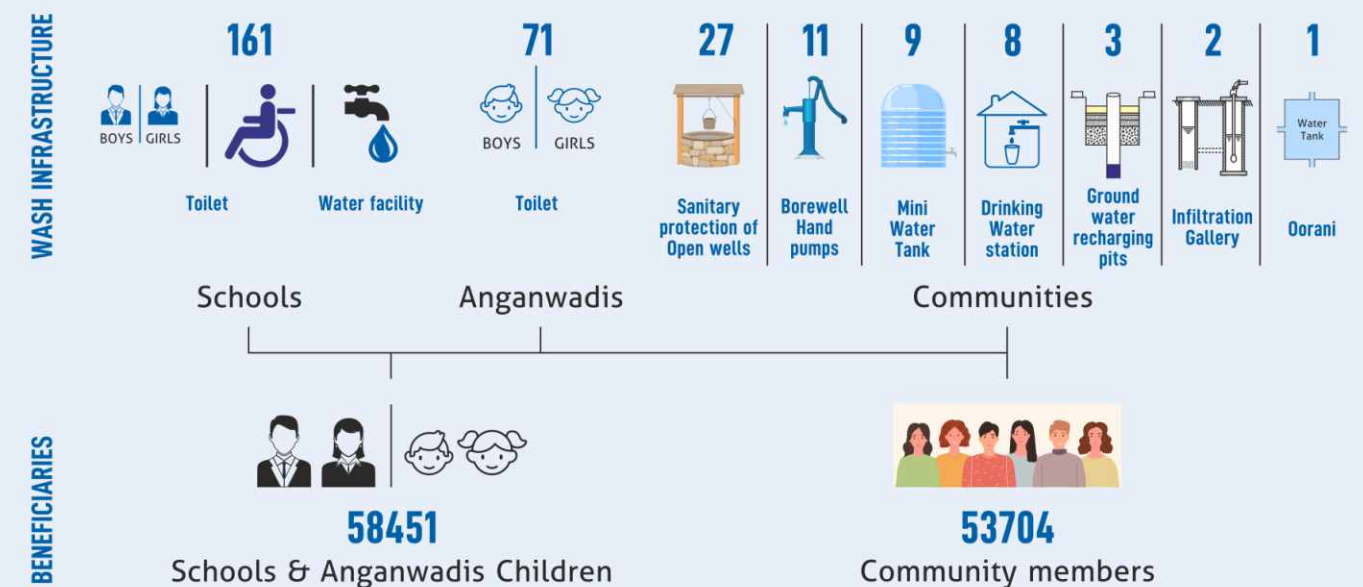 WASH INFRASTRUCTURE
161
BOYS
GIRLS
Toilet
Water facility
Schools
71
BOYS
GIRLS
Toilet
Anganwadis
27
Sanitary
protection of
Open wells
11
Borewell
Hand
pumps
9
Mini
Water
Tank
8
Drinking
Water
station
3
Ground
water
recharging
pits
2
Infiltration
Gallery
1
Water
Tank
Oorani
Communities
BENEFICIARIES
58451
Schools & Anganwadis Children
53704
Community members